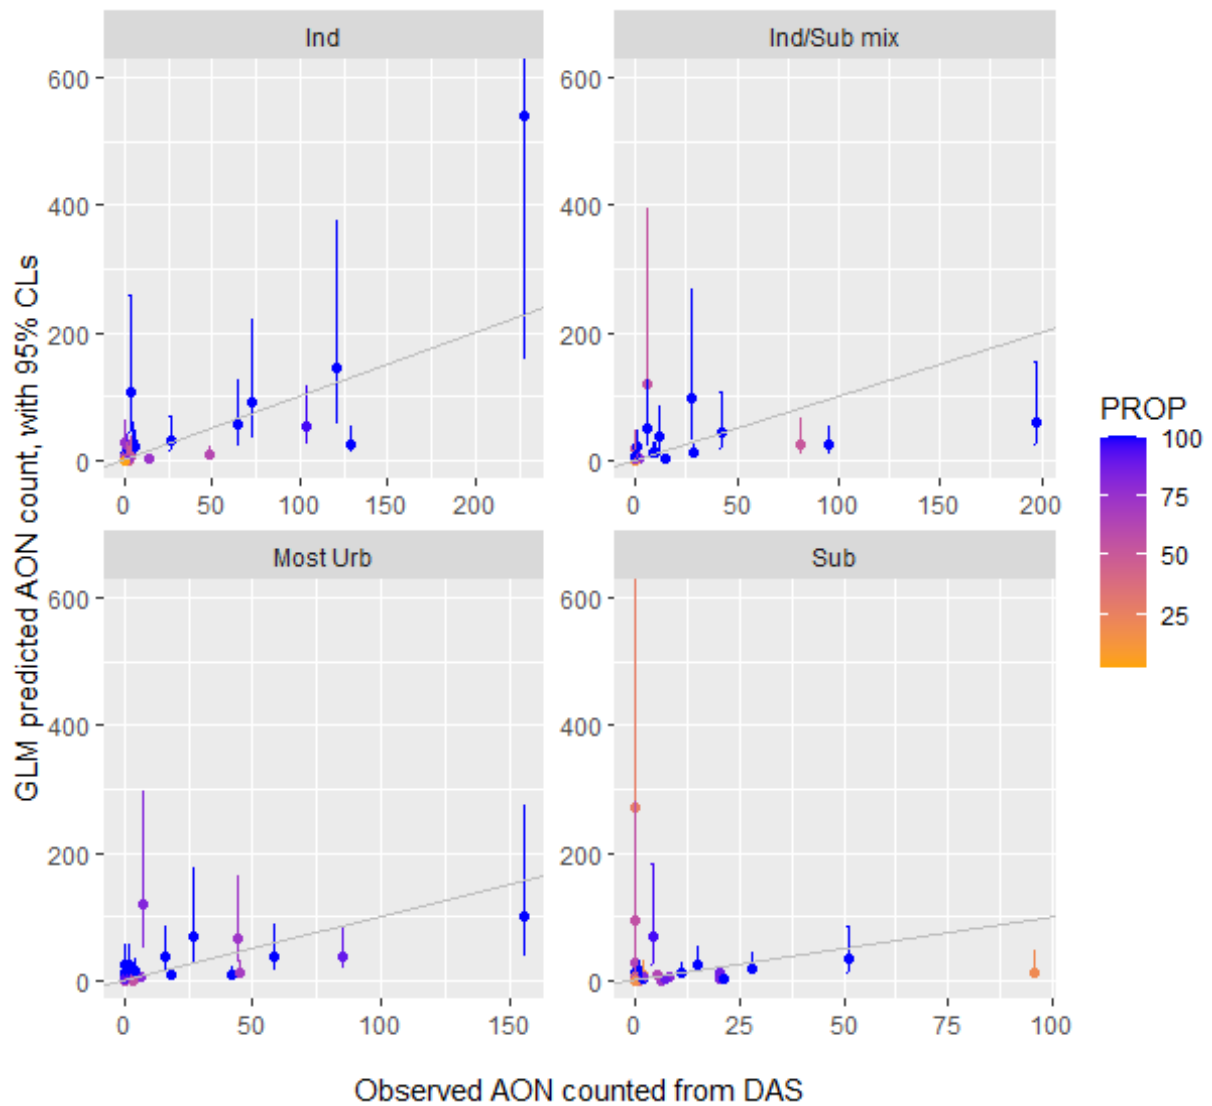 Ind
Ind/Sub mix
600
400
200
0
0 50 100 150 200
600
400
200
0
0 50 100 150 200
Most Urb
Sub
600
400
200
0
0 50 100 150
600
400
200
0
0 25 50 75 100
GLM predicted AON count, with 95% CLs
Observed AON counted from DAS
PROP
100
75
50
25